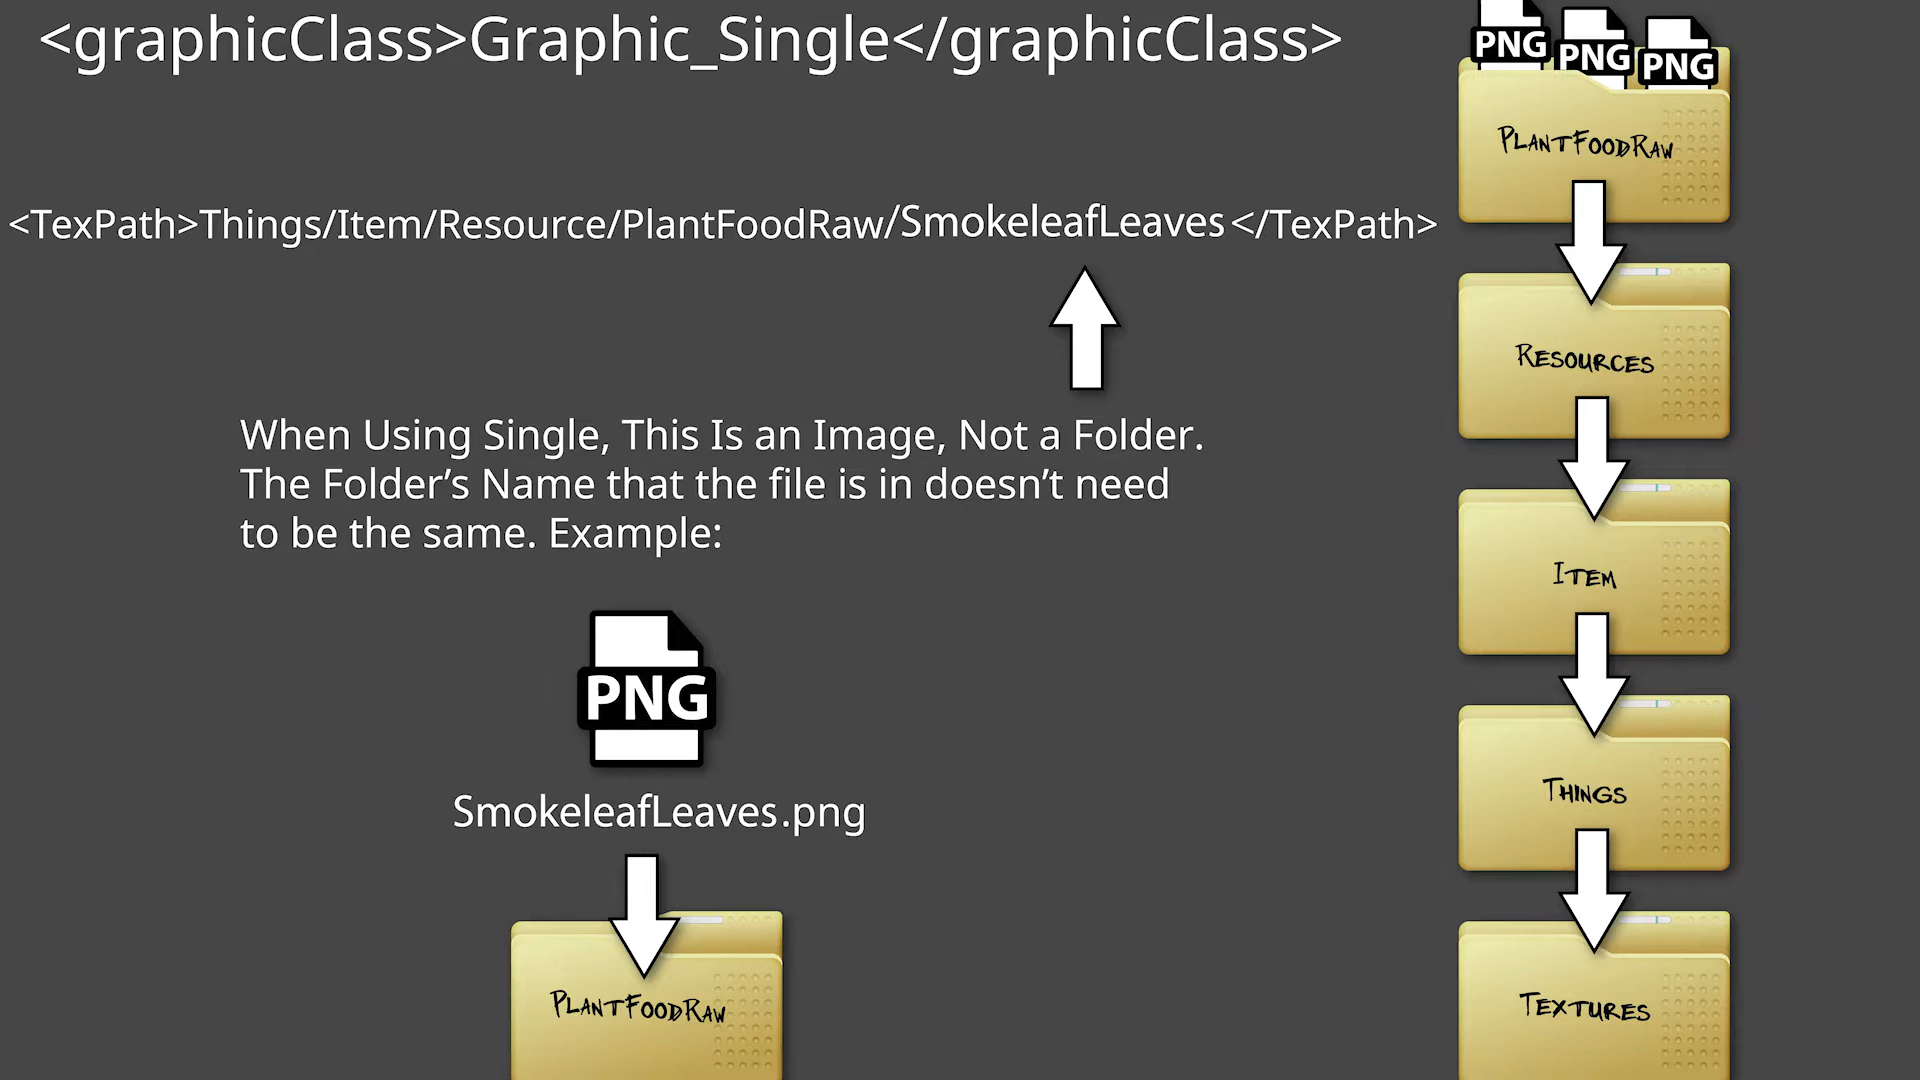 <graphicClass>Graphic_Single</graphicClass>
<TexPath>Things/Item/Resource/PlantFoodRaw/SmokeleafLeaves</TexPath>
When Using Single, This Is an Image, Not a Folder.
The Folder’s Name that the file is in doesn’t need
to be the same. Example:
PNG
SmokeleafLeaves.png
PlantFoodRaw
PNG
PNG
PNG
PlantFoodRaw
Resources
Item
Things
Textures